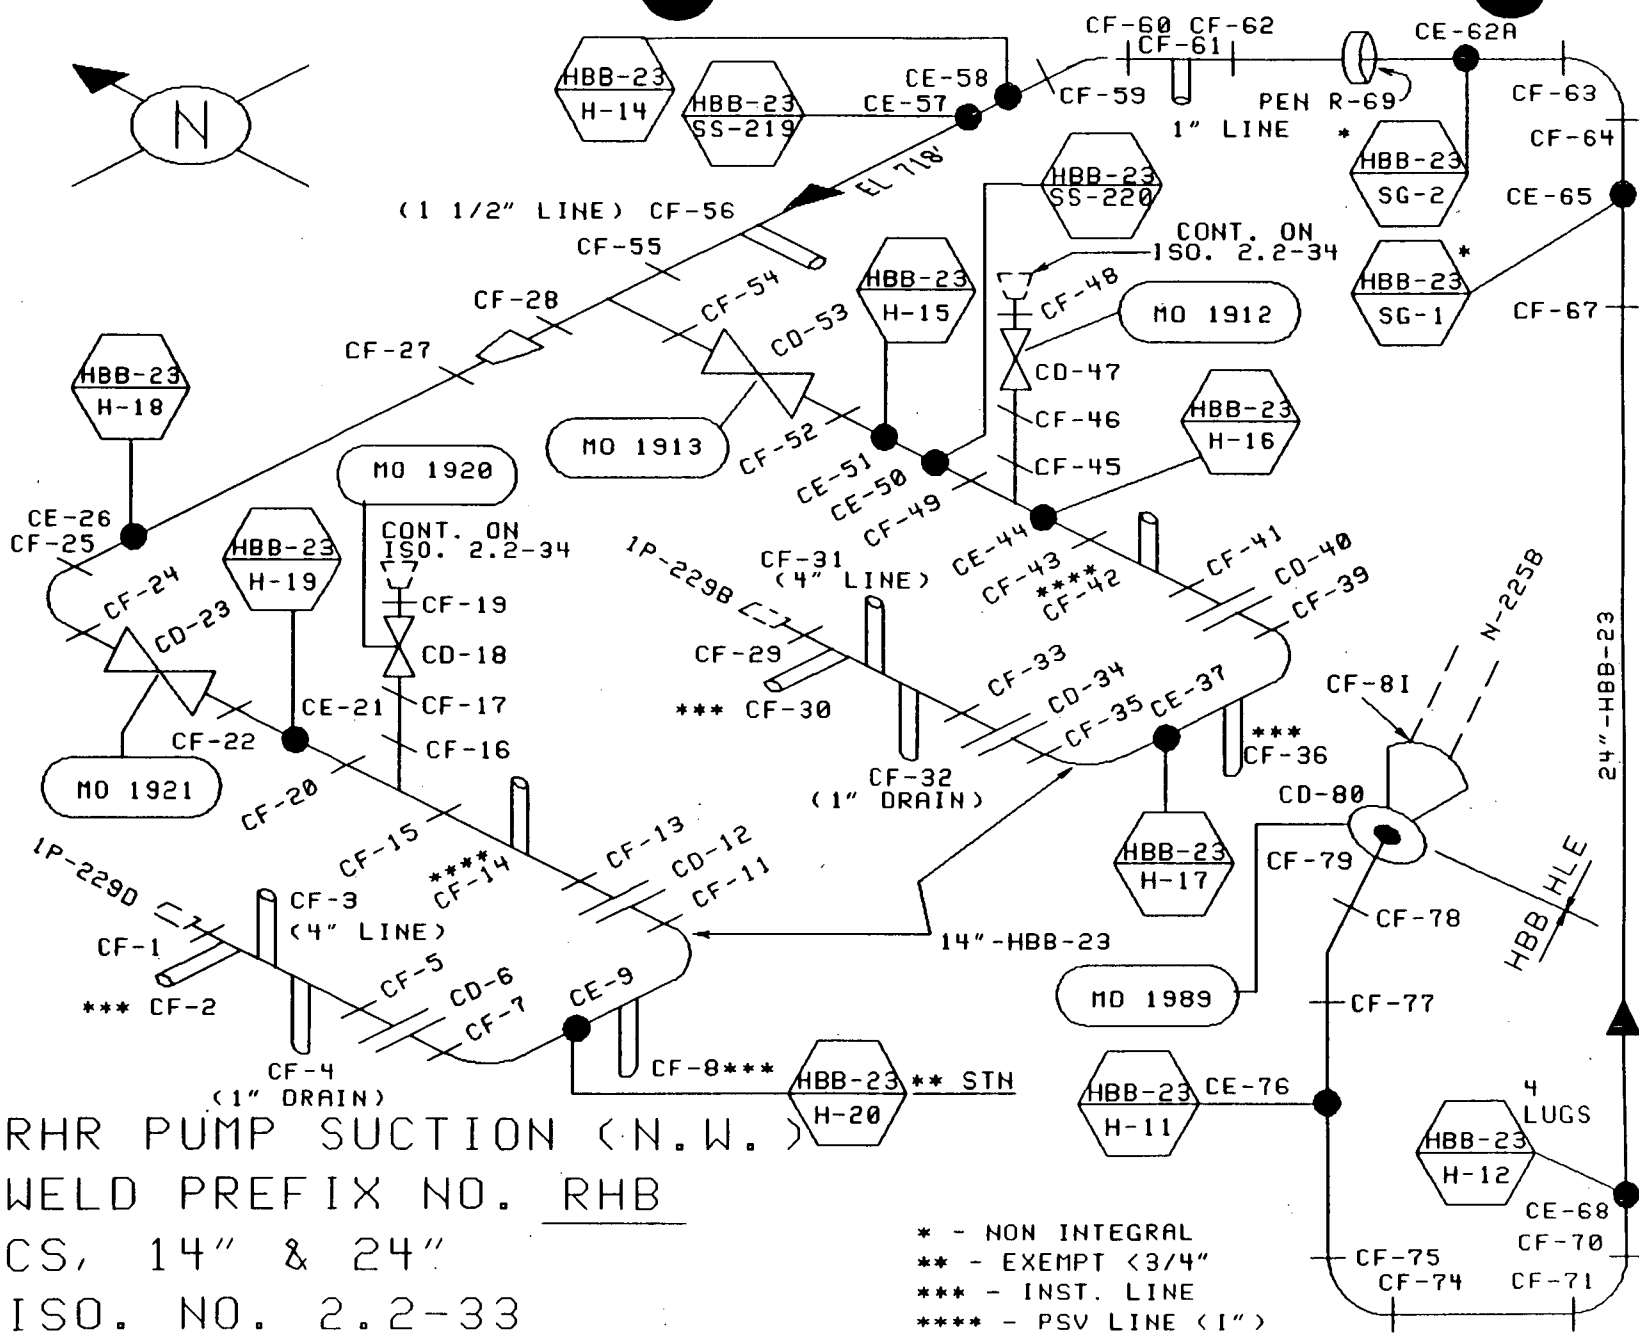 CF-60 CF-62
CF-61
CE-62A
HBB-23
H-14
HBB-23
SS-219
CE-58
CE-57
CF-59
PEN R-69
1" LINE
CF-63
CF-64
N
*
HBB-23
SG-2
CE-65
EL 718'
HBB-23
SS-220
(1 1/2" LINE) CF-56
CF-55
CONT. ON
ISO. 2.2-34
*
HBB-23
SG-1
CF-67
CF-28
CF-54
CD-53
HBB-23
H-15
CF-48
MO 1912
CF-27
HBB-23
H-18
CD-47
MO 1913
CF-52
CF-46
HBB-23
H-16
MO 1920
CE-51
CE-50
CF-49
CF-45
CE-26
CF-25
HBB-23
H-19
CONT. ON
ISO. 2.2-34
1P-229B
CF-31
(4" LINE)
CE-44
CF-43
****
CF-42
CF-41
CD-40
CF-39
N-225B
CF-24
CD-23
CF-19
CD-18
CF-29
*** CF-30
CF-33
CD-34
CF-35
CE-37
CF-81
24"-HBB-23
CE-21
CF-17
CF-22
CF-16
***
CF-36
MO 1921
CF-20
CF-32
(1" DRAIN)
CD-80
CF-79
1P-229D
CF-15
****
CF-14
CF-13
CD-12
CF-11
HBB-23
H-17
HBB HLE
CF-3
(4" LINE)
CF-78
CF-1
*** CF-2
CF-5
CD-6
CF-7
CE-9
14"-HBB-23
MO 1989
CF-77
CF-4
(1" DRAIN)
CF-8***
HBB-23
H-20
** STN
HBB-23
H-11
CE-76
4
LUGS
HBB-23
H-12
CE-68
CF-70
CF-75
CF-74
CF-71
RHR PUMP SUCTION (N.W.)
WELD PREFIX NO. RHB
CS, 14" & 24"
ISO. NO. 2.2-33
* - NON INTEGRAL
** - EXEMPT <3/4"
*** - INST. LINE
**** - PSV LINE (1")